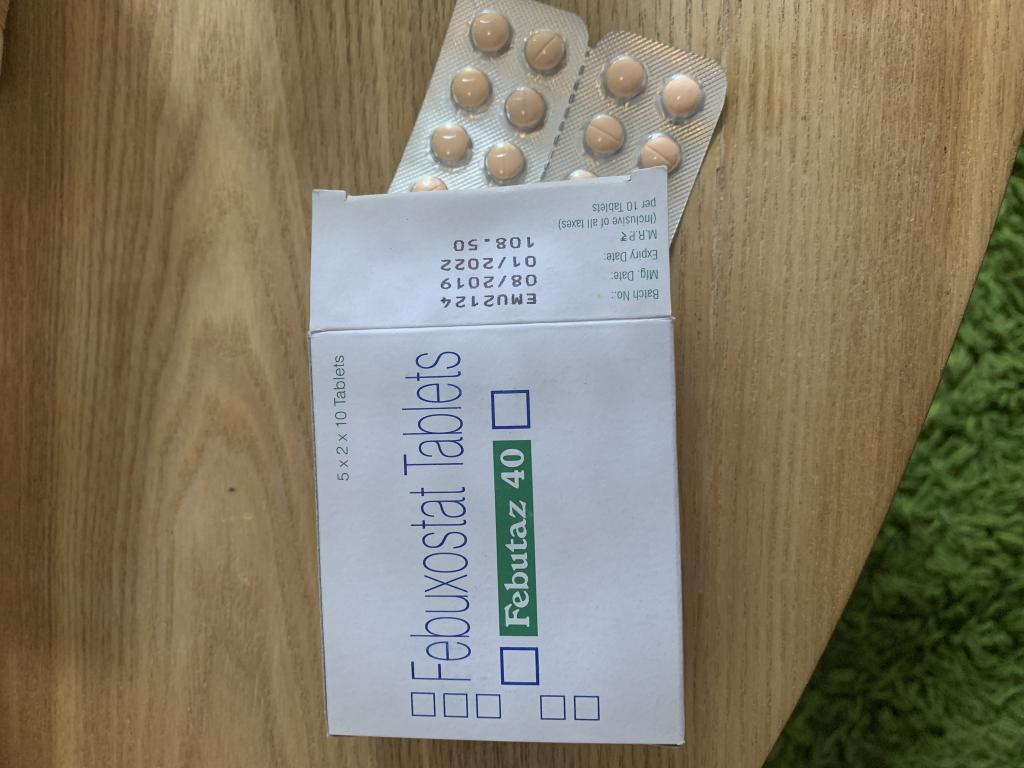 Batch No.:
Mfg. Date:
Expiry Date:
M.R.P.₹
(Inclusive of all taxes)
per 10 Tablets
EMU2124
08/2019
01/2022
108.50
5 x 2 x 10 Tablets
Febuxostat Tablets
Febutaz 40